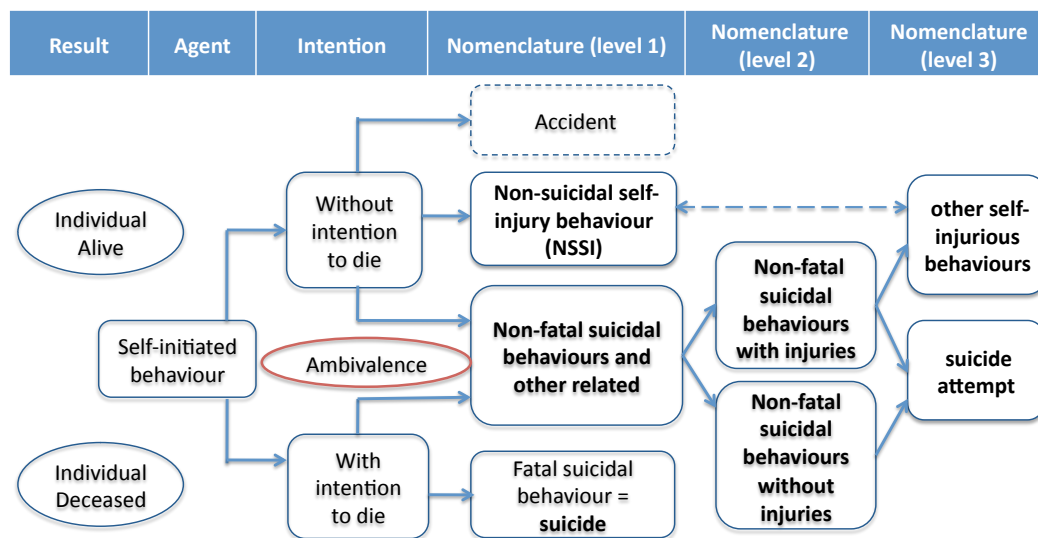 Result
Agent
Intention
Nomenclature (level 1)
Nomenclature
(level 2)
Nomenclature
(level 3)
Accident
Individual
Alive
Without
intention
to die
Non-suicidal self-
injury behaviour
(NSSI)
other self-
injurious
behaviours
Self-initiated
behaviour
Ambivalence
Non-fatal suicidal
behaviours and
other related
Non-fatal
suicidal
behaviours
with injuries
suicide
attempt
Individual
Deceased
With
intention
to die
Fatal suicidal
behaviour =
suicide
Non-fatal
suicidal
behaviours
without
injuries